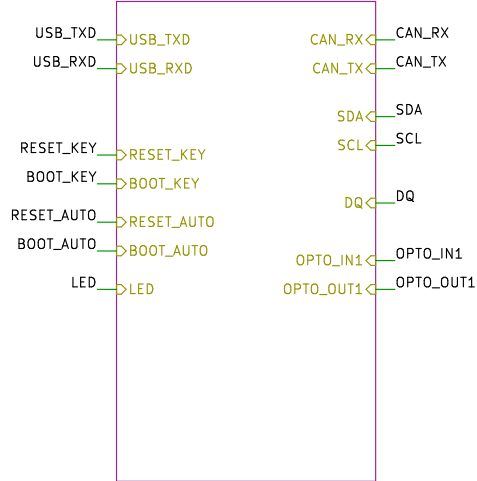 USB_TXD USB_TXD CAN_RX CAN_RX
USB_RXD USB_RXD CAN_TX CAN_TX
SDA SDA
RESET_KEY RESET_KEY SCL SCL
BOOT_KEY BOOT_KEY
DQ DQ
RESET_AUTO RESET_AUTO
BOOT_AUTO BOOT_AUTO OPTO_IN1 OPTO_IN1
LED LED OPTO_OUT1 OPTO_OUT1